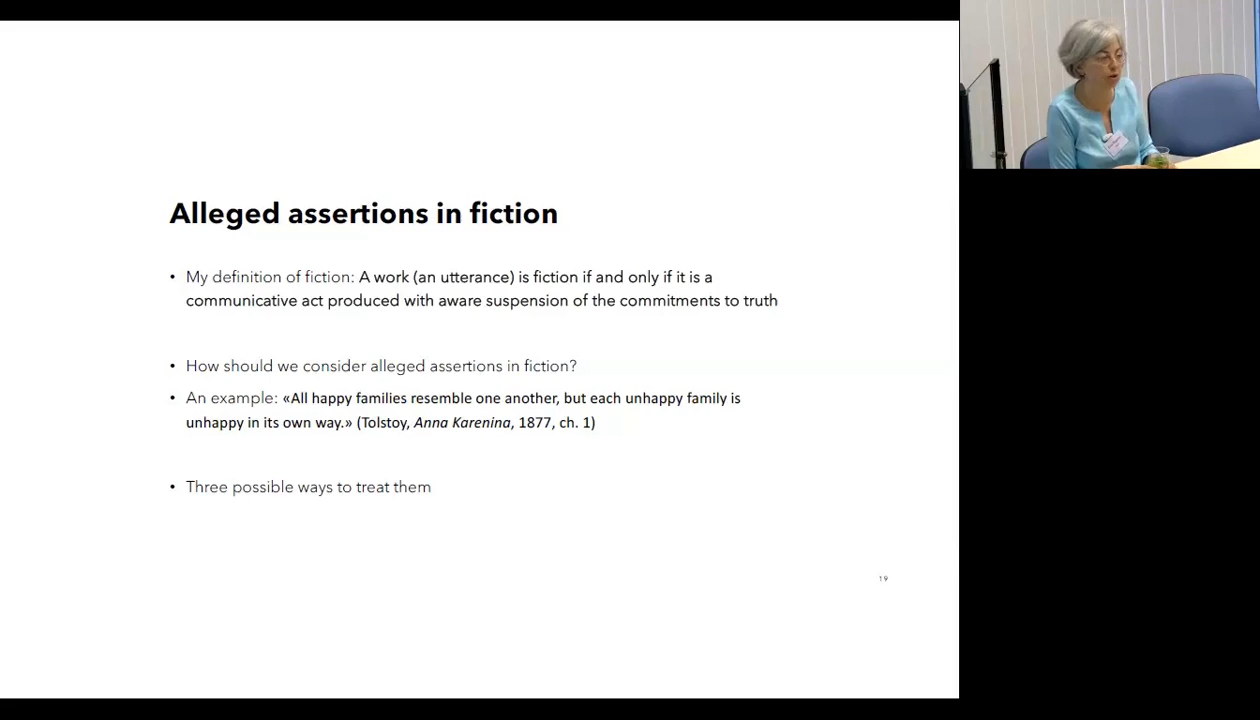 Alleged assertions in fiction
• My definition of fiction: A work (an utterance) is fiction if and only if it is a
communicative act produced with aware suspension of the commitments to truth
• How should we consider alleged assertions in fiction?
• An example: «All happy families resemble one another, but each unhappy family is
unhappy in its own way.» (Tolstoy, Anna Karenina, 1877, ch. 1)
• Three possible ways to treat them
19